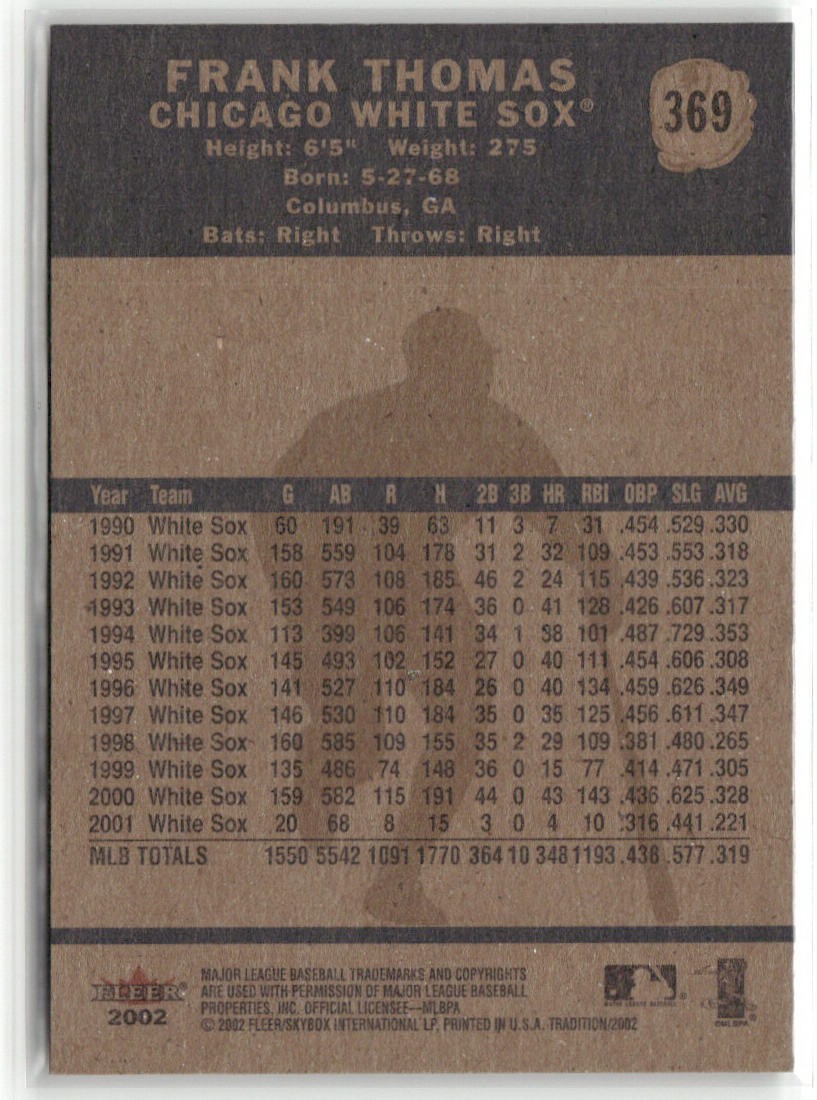 FRANK THOMAS
369
CHICAGO WHITE SOX®
Height: 6'5" Weight: 275
Born: 5-27-68
Columbus, GA
Bats: Right Throws: Right
Year Team G AB R H 2B 3B HR RBI OBP SLG AVG
1990 White Sox 60 191 39 63 11 3 7 31 .454 .529 .330
1991 White Sox 158 559 104 178 31 2 32 109 .453 .553 .318
1992 White Sox 160 573 108 185 46 2 24 115 .439 .536 .323
1993 White Sox 153 549 106 174 36 0 41 128 .426 .607 .317
1994 White Sox 113 399 106 141 34 1 38 101 .487 .729 .353
1995 White Sox 145 493 102 152 27 0 40 111 .454 .606 .308
1996 White Sox 141 527 110 184 26 0 40 134 .459 .626 .349
1997 White Sox 146 530 110 184 35 0 35 125 .456 .611 .347
1998 White Sox 160 585 109 155 35 2 29 109 .381 .480 .265
1999 White Sox 135 486 74 148 36 0 15 77 .414 .471 .305
2000 White Sox 159 582 115 191 44 0 43 143 .436 .625 .328
2001 White Sox 20 68 8 15 3 0 4 10 .316 .441 .221
MLB TOTALS 1550 5542 1091 1770 364 10 348 1193 .438 .577 .319
FLEER®
2002
MAJOR LEAGUE BASEBALL TRADEMARKS AND COPYRIGHTS
ARE USED WITH PERMISSION OF MAJOR LEAGUE BASEBALL
PROPERTIES, INC. OFFICIAL LICENSEE—MLBPA
© 2002 FLEER/SKYBOX INTERNATIONAL LP, PRINTED IN U.S.A. TRADITION/2002
MAJOR LEAGUE BASEBALL®
©MLBPA